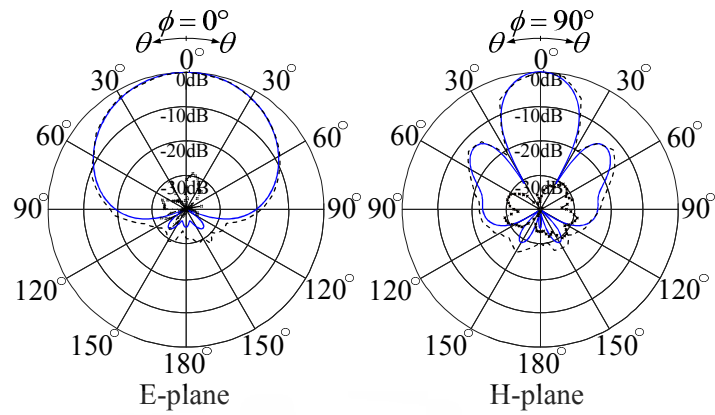 ϕ = 0°
θ θ
0°
30° 30°
60° 60°
90° 90°
120° 120°
150° 150°
180°
0dB
-10dB
-20dB
-30dB
E-plane
ϕ = 90°
θ θ
0°
30° 30°
60° 60°
90° 90°
120° 120°
150° 150°
180°
0dB
-10dB
-20dB
-30dB
H-plane